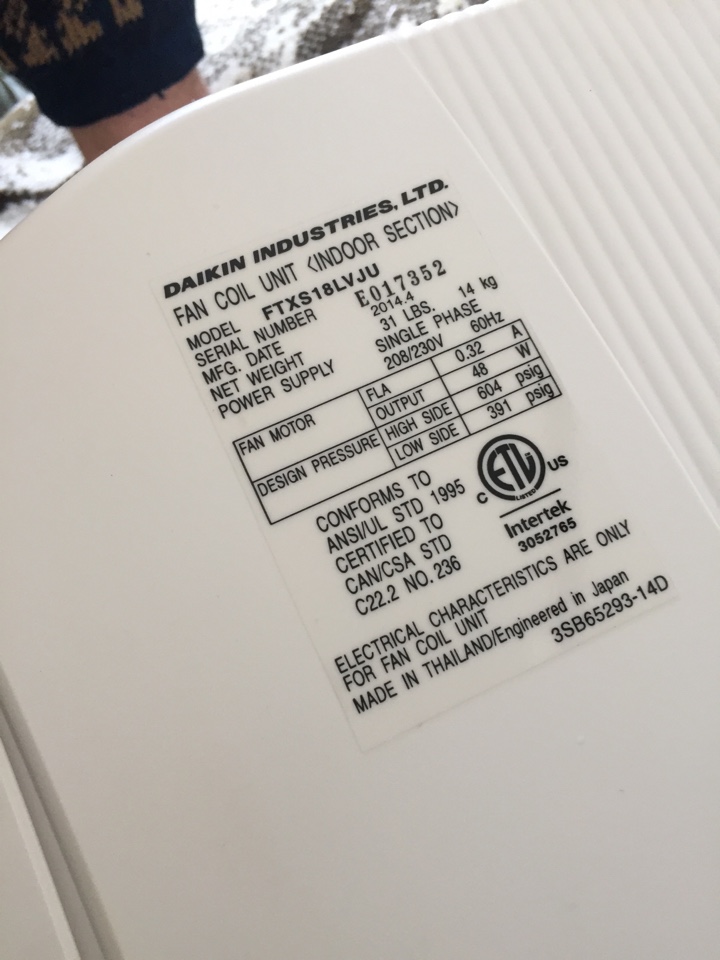 DAIKIN INDUSTRIES, LTD.
FAN COIL UNIT 〈INDOOR SECTION〉
MODEL FTXS18LVJU
SERIAL NUMBER E017352
MFG. DATE 2014.4
NET WEIGHT 31 LBS. 14 kg
POWER SUPPLY SINGLE PHASE
208/230V 60Hz
FAN MOTOR FLA 0.32 A
OUTPUT 48 W
DESIGN PRESSURE HIGH SIDE 604 psig
LOW SIDE 391 psig
CONFORMS TO
ANSI/UL STD 1995
CERTIFIED TO
CAN/CSA STD
C22.2 NO. 236
C ETL US
LISTED
Intertek
3052765
ELECTRICAL CHARACTERISTICS ARE ONLY
FOR FAN COIL UNIT
MADE IN THAILAND/Engineered in Japan
3SB65293-14D